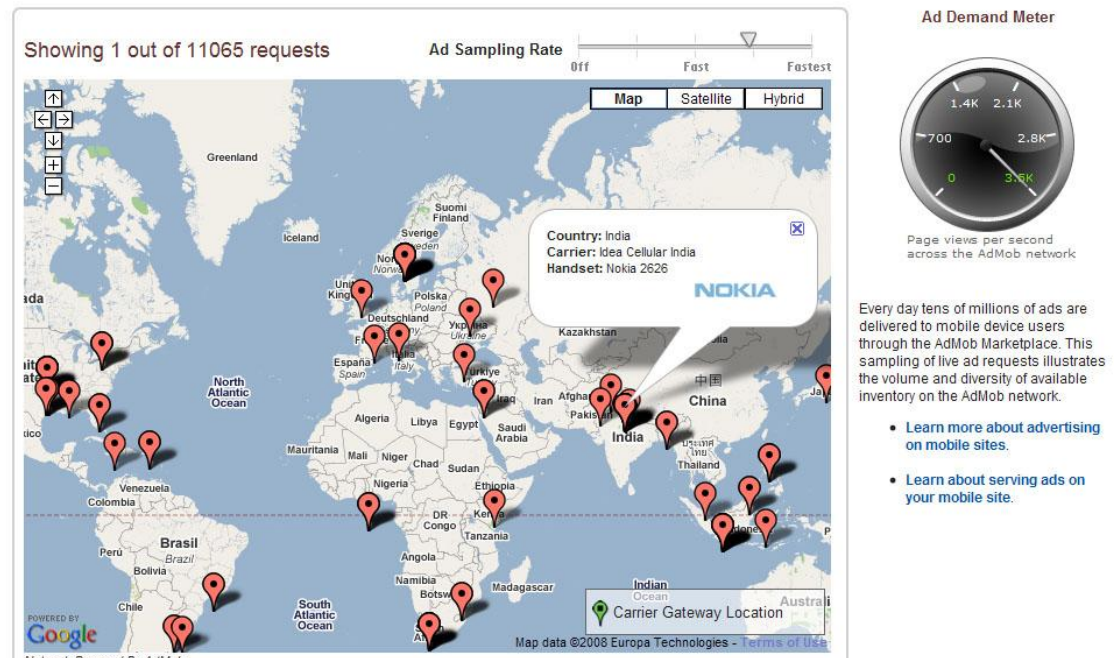 Showing 1 out of 11065 requests
Ad Sampling Rate
Off Fast Fastest
Map Satellite Hybrid
Greenland
Iceland
Suomi
Finland
Sverige
Polska
Poland
Deutschland
España
Spain
Italy
Kazakhstan
Iraq
Iran
中国
China
North
Atlantic
Ocean
Algeria
Libya
Egypt
Saudi
Arabia
India
Mauritania
Mali
Niger
Chad
Sudan
Thailand
Nigeria
Ethiopia
Venezuela
Colombia
DR
Congo
Tanzania
Perú
Brasil
Brazil
Bolivia
Angola
Namibia
Madagascar
Chile
South
Atlantic
Ocean
Indian
Ocean
Country: India
Carrier: Idea Cellular India
Handset: Nokia 2626
NOKIA
Carrier Gateway Location
POWERED BY
Google
Map data ©2008 Europa Technologies - Terms of Use
Ad Demand Meter
0 700 1.4K 2.1K 2.8K 3.5K
Page views per second
across the AdMob network
Every day tens of millions of ads are
delivered to mobile device users
through the AdMob Marketplace. This
sampling of live ad requests illustrates
the volume and diversity of available
inventory on the AdMob network.
Learn more about advertising
on mobile sites.
Learn about serving ads on
your mobile site.